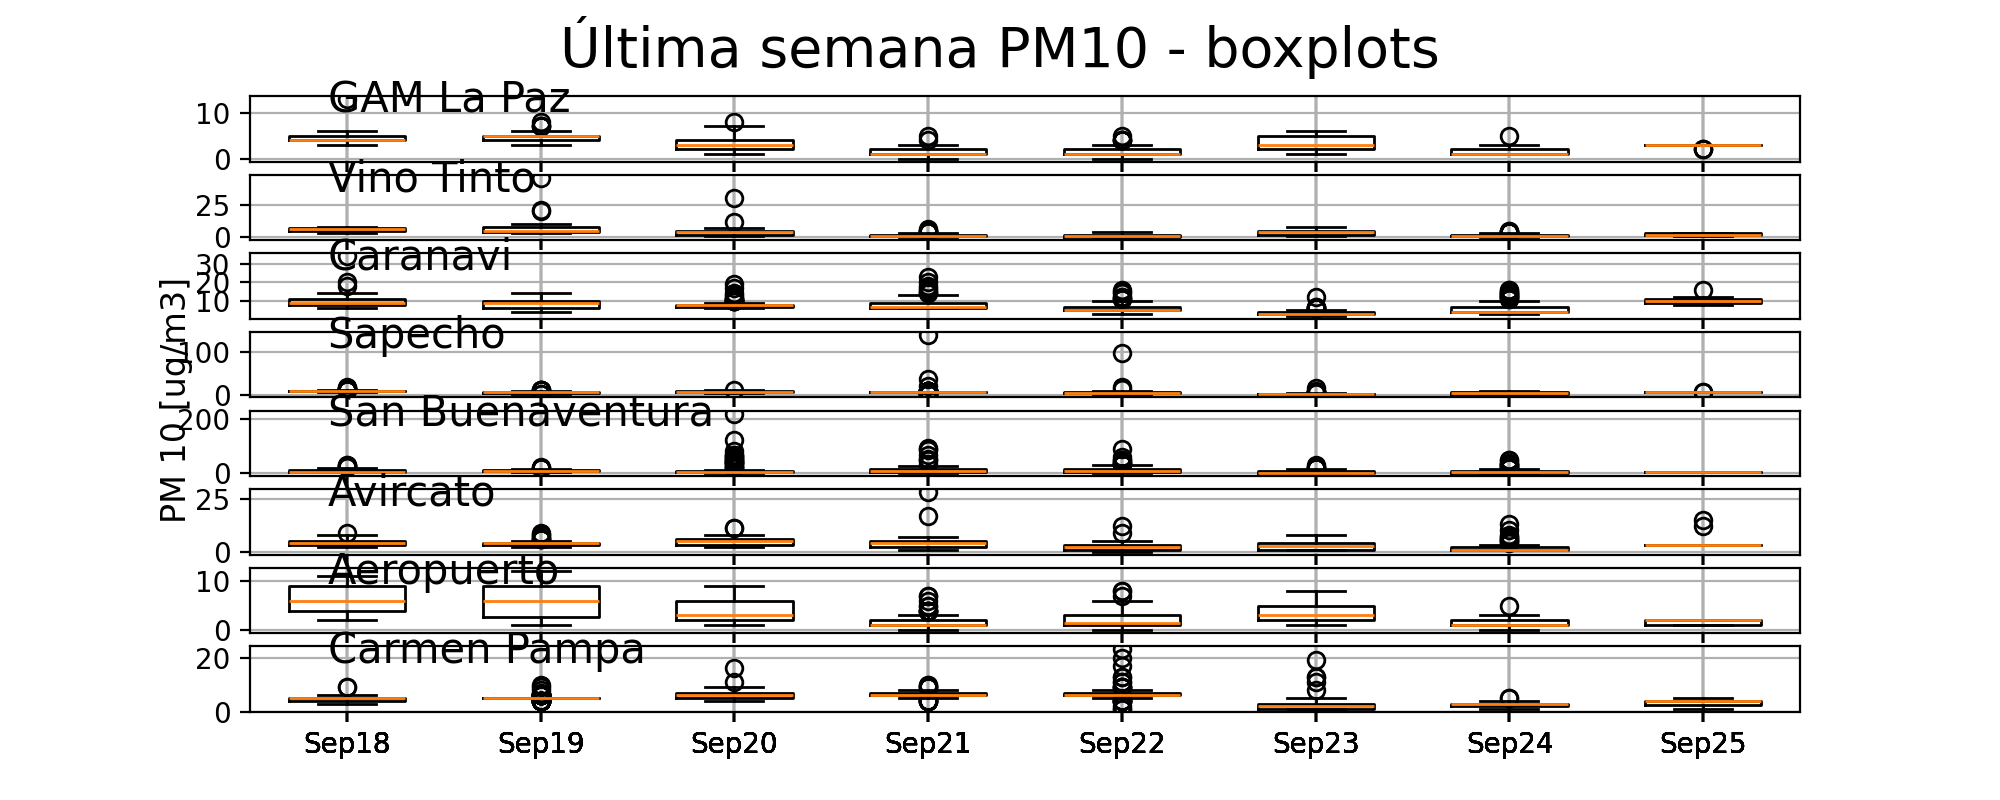 Última semana PM10 - boxplots
GAM La Paz
10
0
Vino Tinto
25
0
Caranavi
30
20
10
Sapecho
100
0
San Buenaventura
200
0
Avircato
25
0
Aeropuerto
10
0
Carmen Pampa
20
0
PM 10 [ug/m3]
Sep18 Sep19 Sep20 Sep21 Sep22 Sep23 Sep24 Sep25